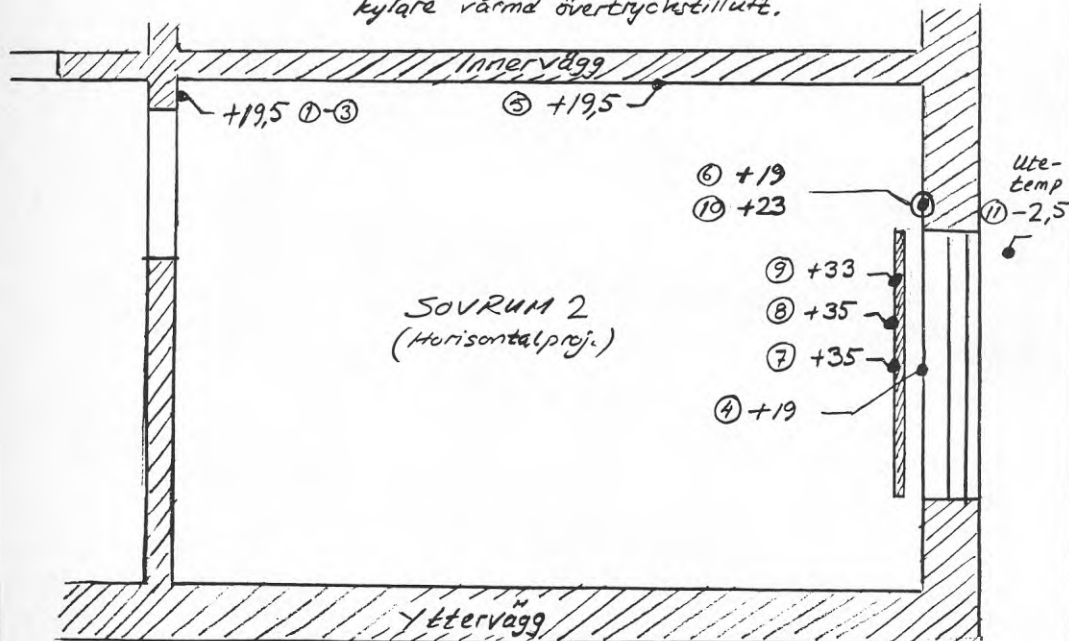 kylare värmd övertryckstilluft.
Innervägg
+19,5 ①-③
⑤ +19,5
⑥ +19
⑩ +23
Ute-
temp
⑪ -2,5
⑨ +33
⑧ +35
⑦ +35
④ +19
SOVRUM 2
(Horisontalproj.)
Yttervägg